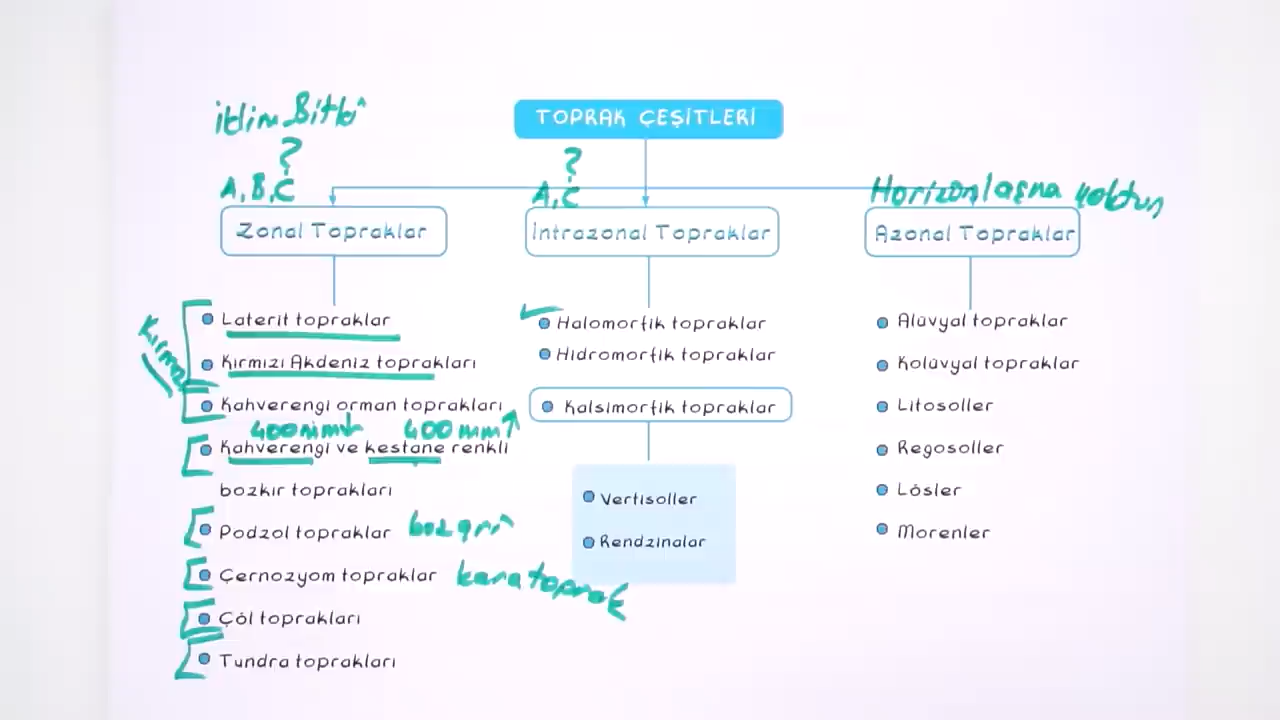 TOPRAK ÇEŞİTLERİ
iklim Bitki
?
A, B, C
?
A, C
Horizonlaşma yoktur
Zonal Topraklar
İntrazonal Topraklar
Azonal Topraklar
Kırmızı
Laterit topraklar
Kırmızı Akdeniz toprakları
Kahverengi orman toprakları
400 mm
400 mm↑
Kahverengi ve kestane renkli
bozkır toprakları
Podzol topraklar
boz gri
Çernozyom topraklar
kara toprak
Çöl toprakları
Tundra toprakları
Halomorfik topraklar
Hidromorfik topraklar
Kalsimorfik topraklar
Vertisoller
Rendzinalar
Alüvyal topraklar
Kolüvyal topraklar
Litosoller
Regosoller
Lösler
Morenler